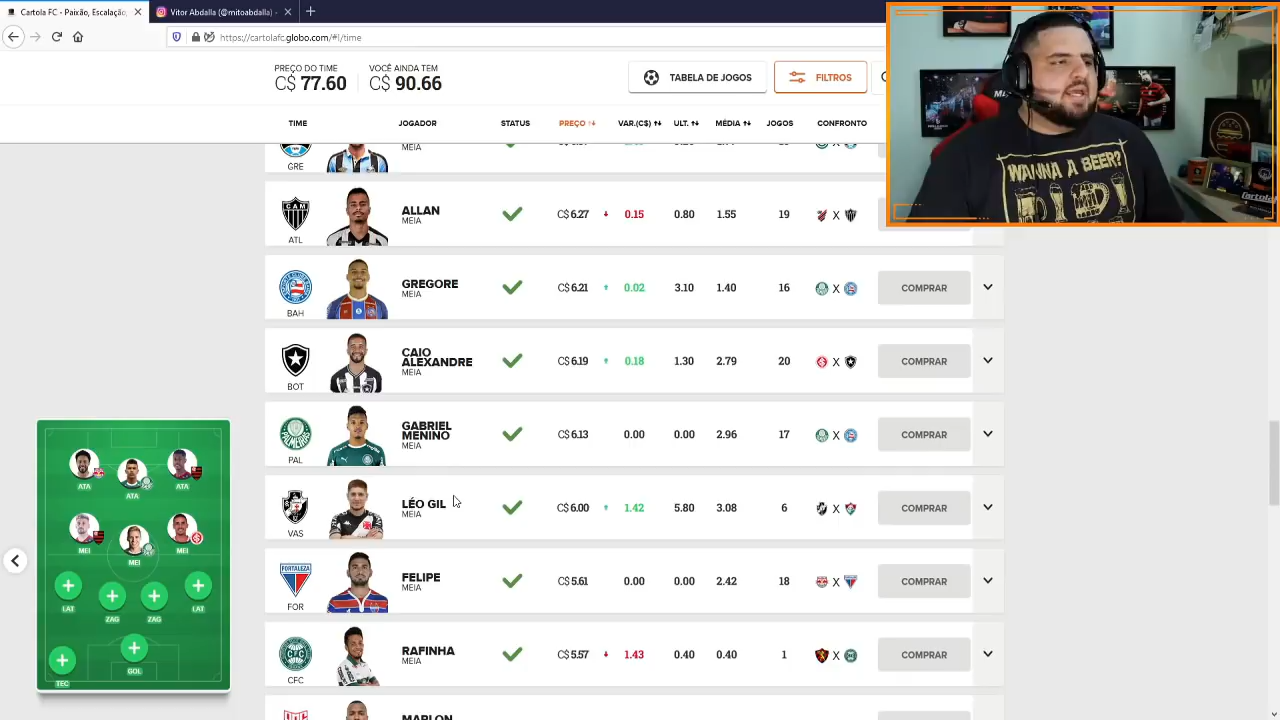 Cartola FC - Paixão, Escalação,
Vitor Abdalla (@mitoabdalla) -
https://cartolafc.globo.com/#!/time
PREÇO DO TIME
C$ 77.60
VOCÊ AINDA TEM
C$ 90.66
TABELA DE JOGOS
FILTROS
TIME JOGADOR STATUS PREÇO VAR.(C$) ULT. MÉDIA JOGOS CONFRONTO
GRE
MEIA
ATL
ALLAN
MEIA
C$ 6.27 0.15 0.80 1.55 19 X
BAH
GREGORE
MEIA
C$ 6.21 0.02 3.10 1.40 16 X COMPRAR
BOT
CAIO
ALEXANDRE
MEIA
C$ 6.19 0.18 1.30 2.79 20 X COMPRAR
PAL
GABRIEL
MENINO
MEIA
C$ 6.13 0.00 0.00 2.96 17 X COMPRAR
VAS
LÉO GIL
MEIA
C$ 6.00 1.42 5.80 3.08 6 X COMPRAR
FOR
FELIPE
MEIA
C$ 5.61 0.00 0.00 2.42 18 X COMPRAR
CFC
RAFINHA
MEIA
C$ 5.57 1.43 0.40 0.40 1 X COMPRAR
MARLON
ATA ATA ATA
MEI MEI MEI
LAT ZAG ZAG LAT
TEC GOL
WANNA A BEER?